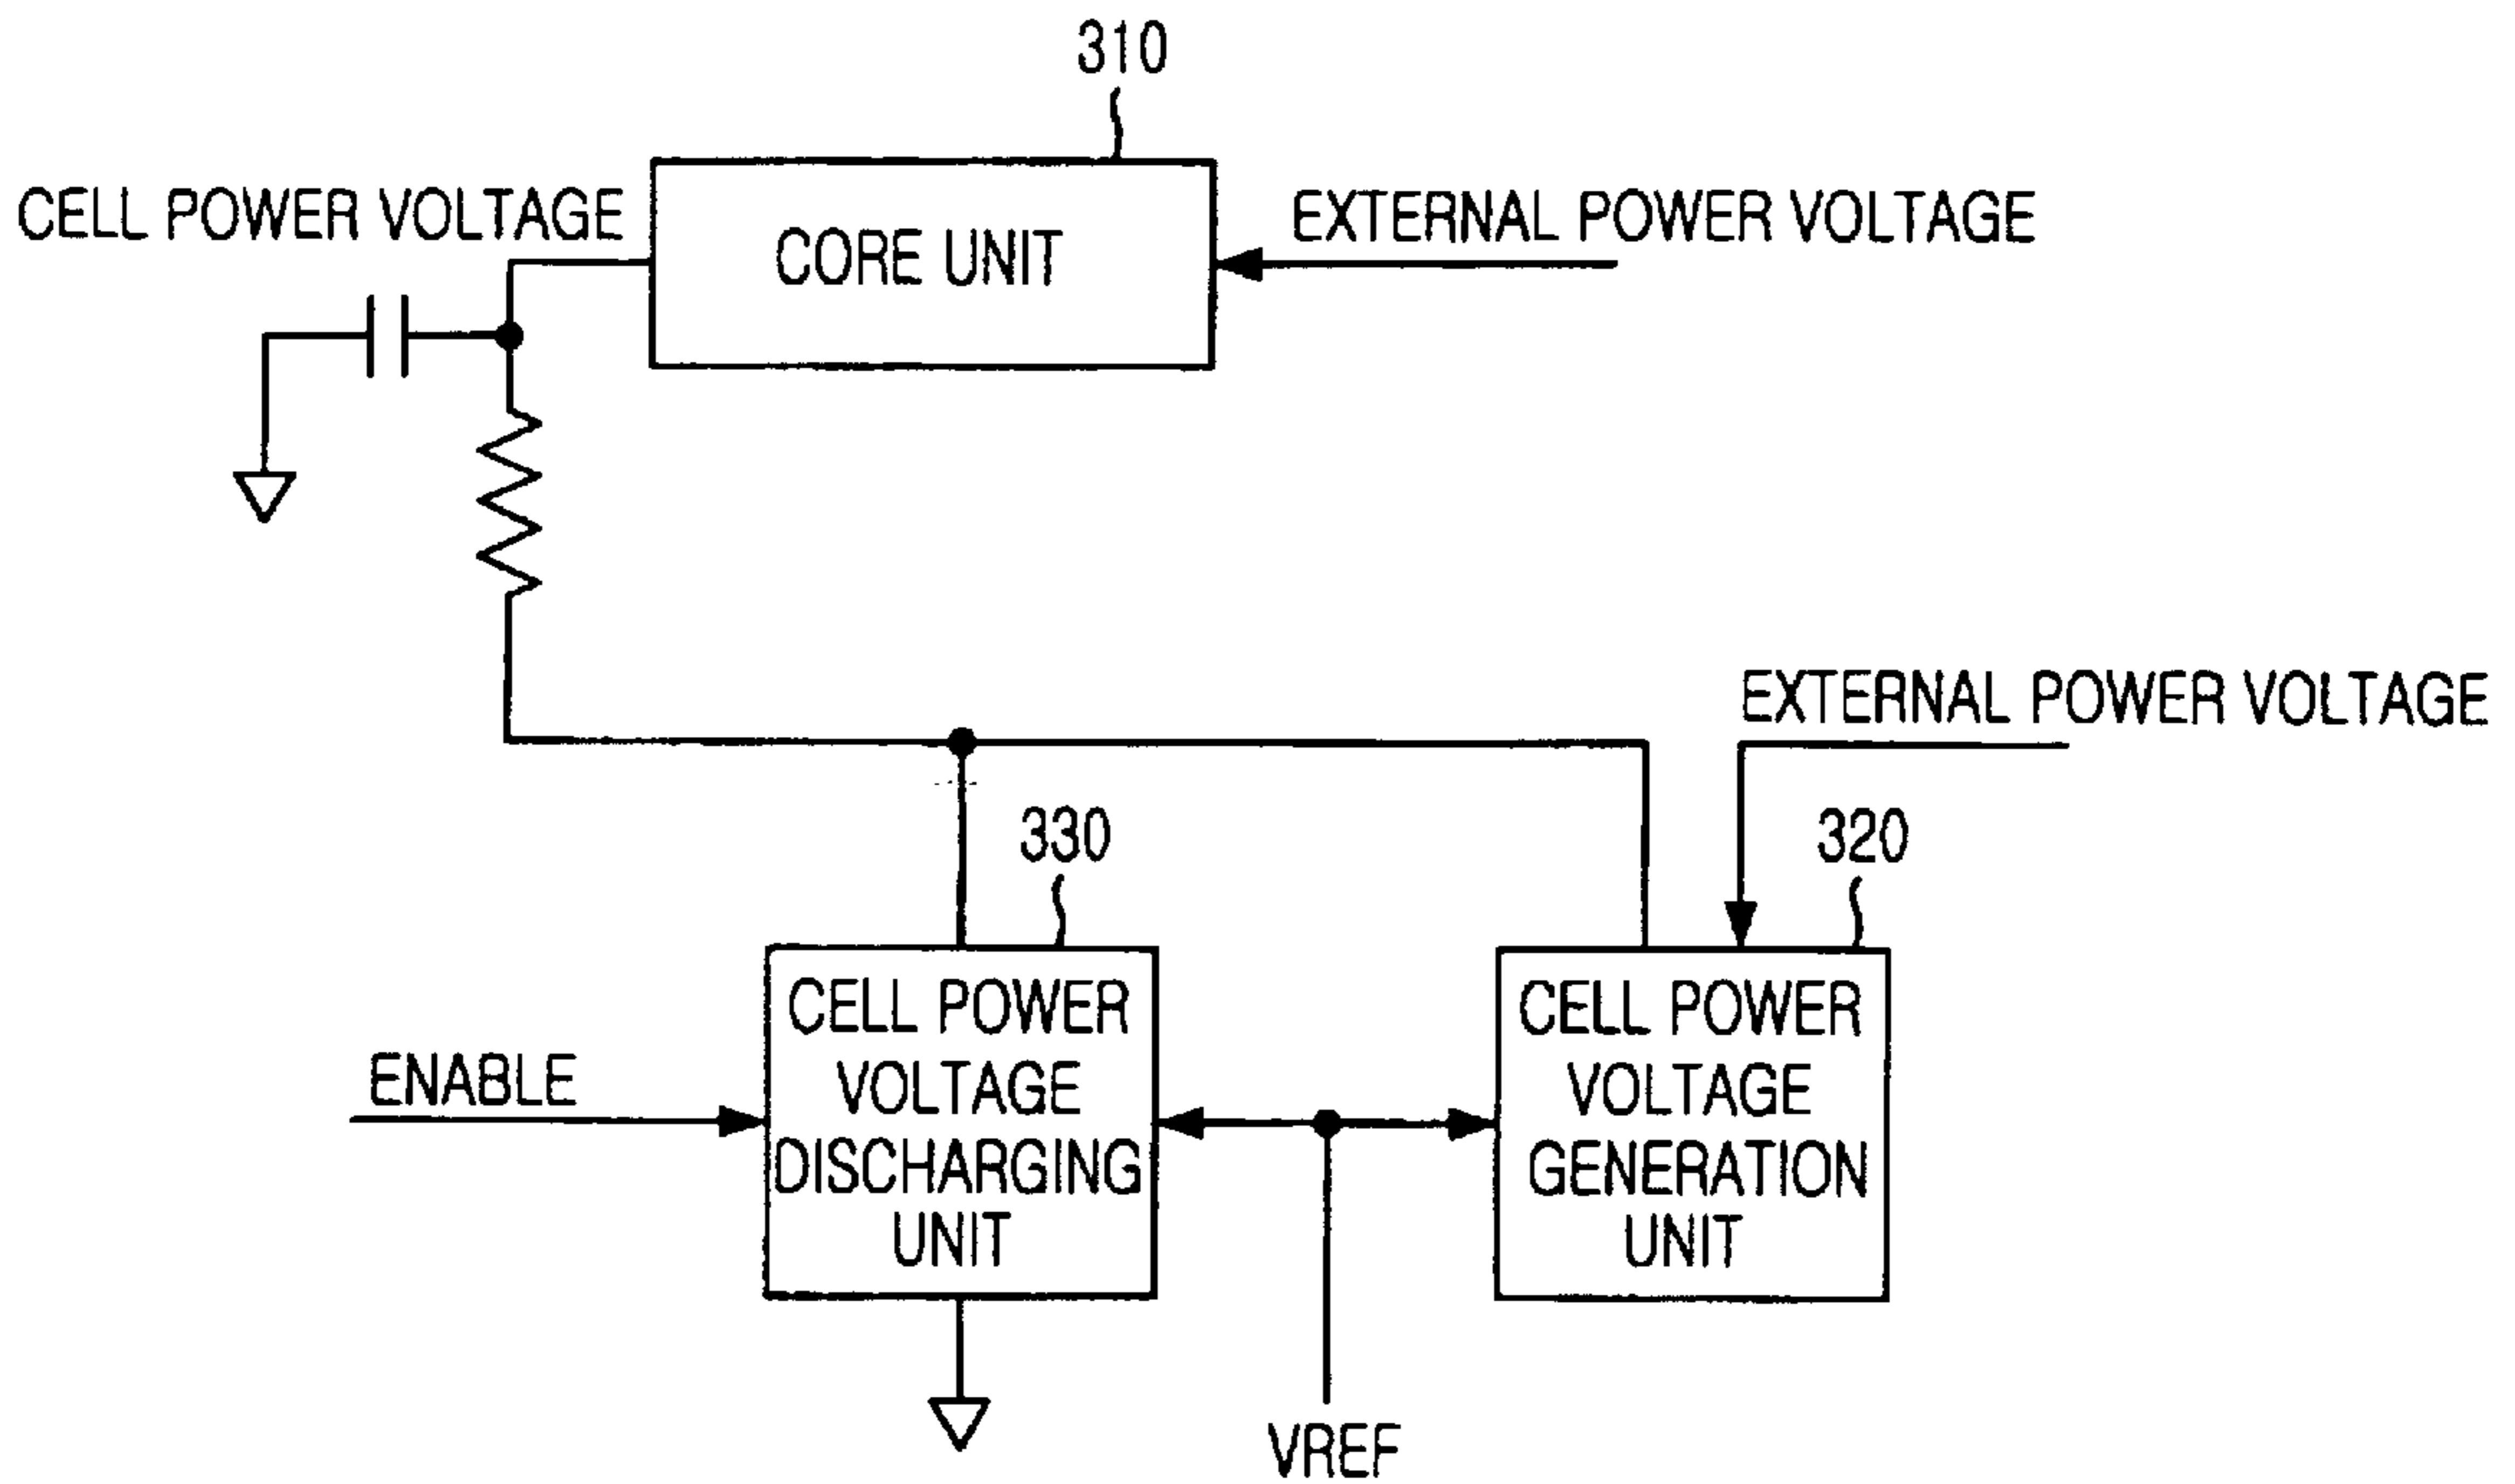 310
CELL POWER VOLTAGE
CORE UNIT
EXTERNAL POWER VOLTAGE
EXTERNAL POWER VOLTAGE
330
320
CELL POWER
VOLTAGE
DISCHARGING
UNIT
CELL POWER
VOLTAGE
GENERATION
UNIT
ENABLE
VREF